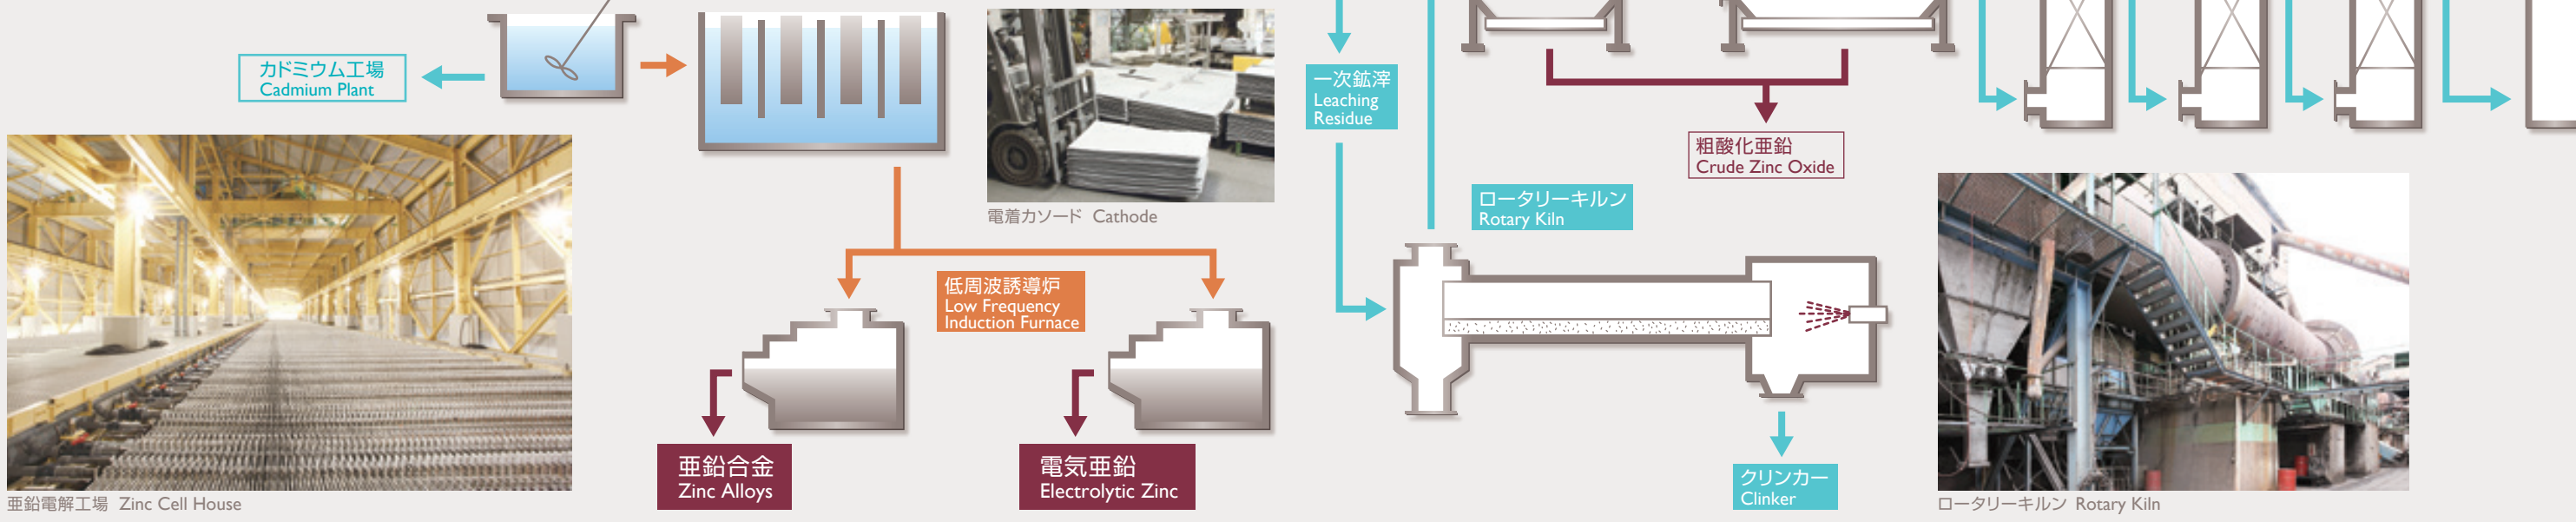 カドミウム工場
Cadmium Plant
一次鉱滓
Leaching
Residue
粗酸化亜鉛
Crude Zinc Oxide
ロータリーキルン
Rotary Kiln
電着カソード Cathode
低周波誘導炉
Low Frequency
Induction Furnace
亜鉛合金
Zinc Alloys
電気亜鉛
Electrolytic Zinc
クリンカー
Clinker
亜鉛電解工場 Zinc Cell House
ロータリーキルン Rotary Kiln